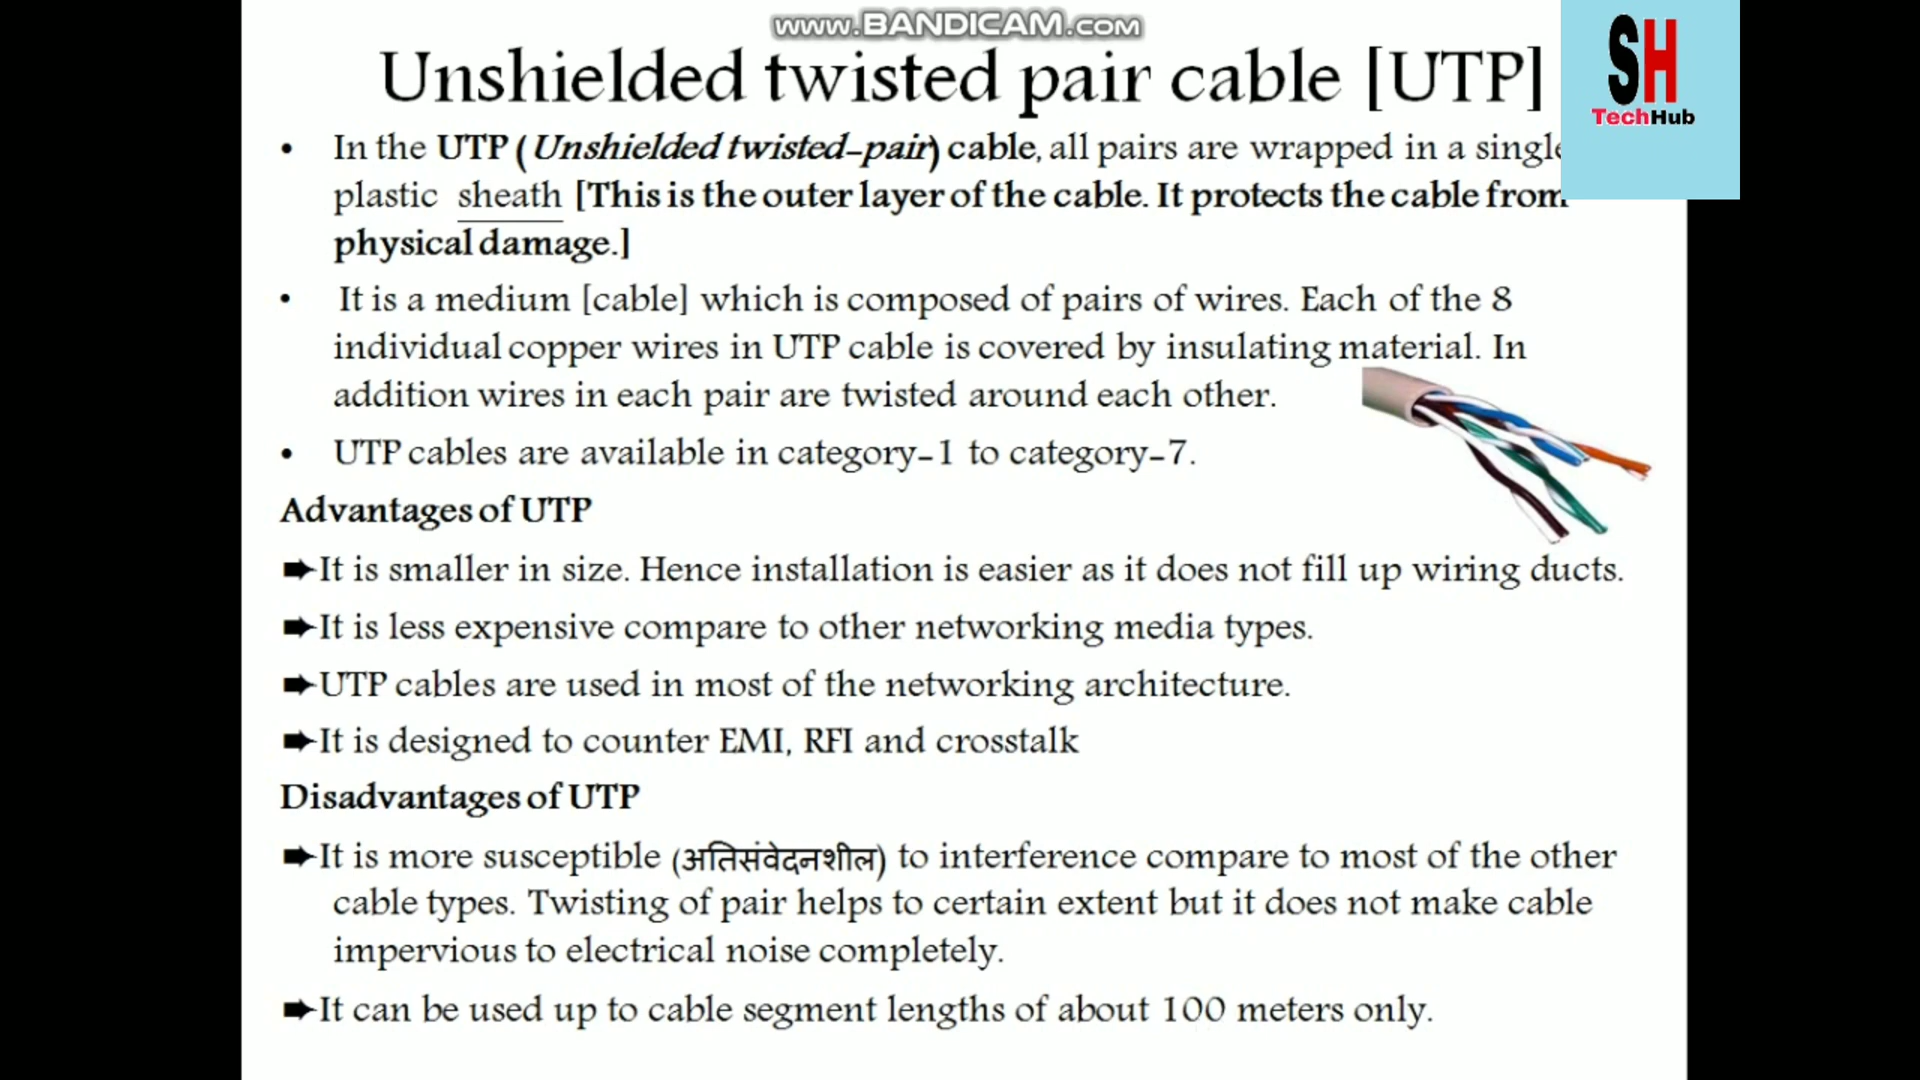 www.BANDICAM.com
Unshielded twisted pair cable [UTP]
SH
TechHub
• In the UTP (Unshielded twisted-pair) cable, all pairs are wrapped in a single
plastic sheath [This is the outer layer of the cable. It protects the cable from
physical damage.]
• It is a medium [cable] which is composed of pairs of wires. Each of the 8
individual copper wires in UTP cable is covered by insulating material. In
addition wires in each pair are twisted around each other.
• UTP cables are available in category-1 to category-7.
Advantages of UTP
➨It is smaller in size. Hence installation is easier as it does not fill up wiring ducts.
➨It is less expensive compare to other networking media types.
➨UTP cables are used in most of the networking architecture.
➨It is designed to counter EMI, RFI and crosstalk
Disadvantages of UTP
➨It is more susceptible (अतिसंवेदनशील) to interference compare to most of the other
cable types. Twisting of pair helps to certain extent but it does not make cable
impervious to electrical noise completely.
➨It can be used up to cable segment lengths of about 100 meters only.